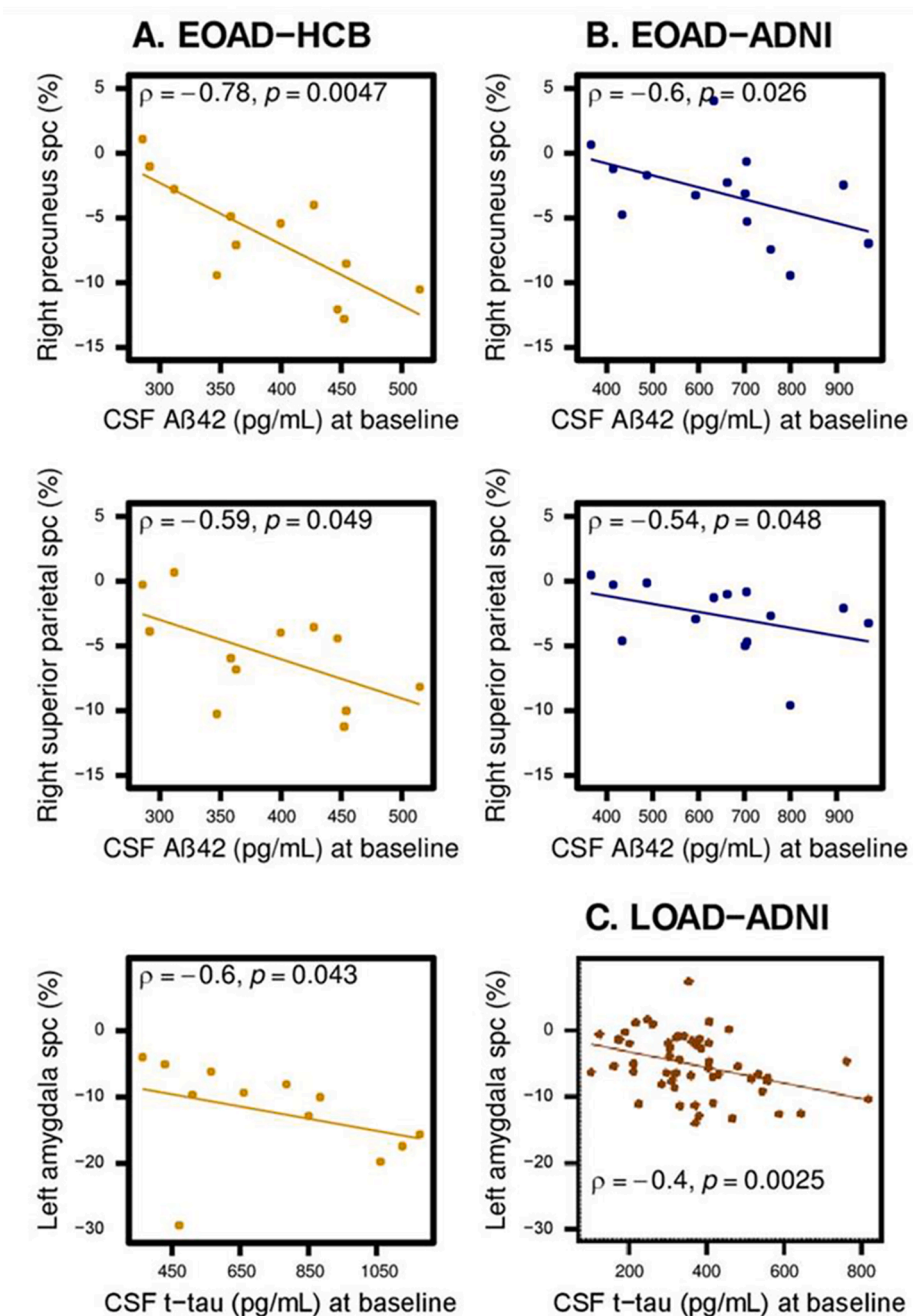 A. EOAD−HCB
ρ = −0.78, p = 0.0047
Right precuneus spc (%)
5
0
−5
−10
−15
300 350 400 450 500
CSF Aß42 (pg/mL) at baseline
B. EOAD−ADNI
ρ = −0.6, p = 0.026
Right precuneus spc (%)
5
0
−5
−10
−15
400 500 600 700 800 900
CSF Aß42 (pg/mL) at baseline
ρ = −0.59, p = 0.049
Right superior parietal spc (%)
5
0
−5
−10
−15
300 350 400 450 500
CSF Aß42 (pg/mL) at baseline
ρ = −0.54, p = 0.048
Right superior parietal spc (%)
5
0
−5
−10
−15
400 500 600 700 800 900
CSF Aß42 (pg/mL) at baseline
ρ = −0.6, p = 0.043
Left amygdala spc (%)
0
−10
−20
−30
450 650 850 1050
CSF t−tau (pg/mL) at baseline
C. LOAD−ADNI
Left amygdala spc (%)
0
−10
−20
−30
ρ = −0.4, p = 0.0025
200 400 600 800
CSF t−tau (pg/mL) at baseline